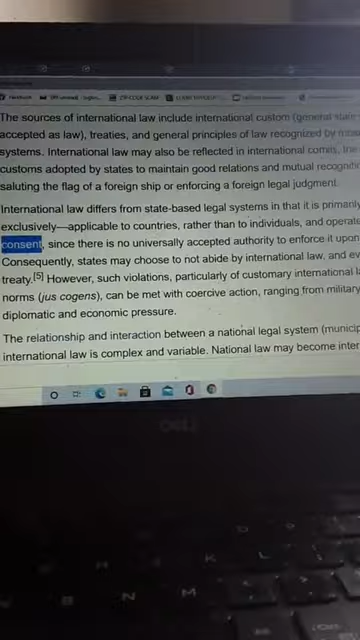 The sources of international law include international custom (general state
accepted as law), treaties, and general principles of law recognized by most
systems. International law may also be reflected in international comity, the
customs adopted by states to maintain good relations and mutual recogniti
saluting the flag of a foreign ship or enforcing a foreign legal judgment.
International law differs from state-based legal systems in that it is primarily
exclusively—applicable to countries, rather than to individuals, and operate
consent, since there is no universally accepted authority to enforce it upon
Consequently, states may choose to not abide by international law, and ev
treaty.[5] However, such violations, particularly of customary international la
norms (jus cogens), can be met with coercive action, ranging from military
diplomatic and economic pressure.
The relationship and interaction between a national legal system (municip
international law is complex and variable. National law may become inter
DELL
K L
B N M